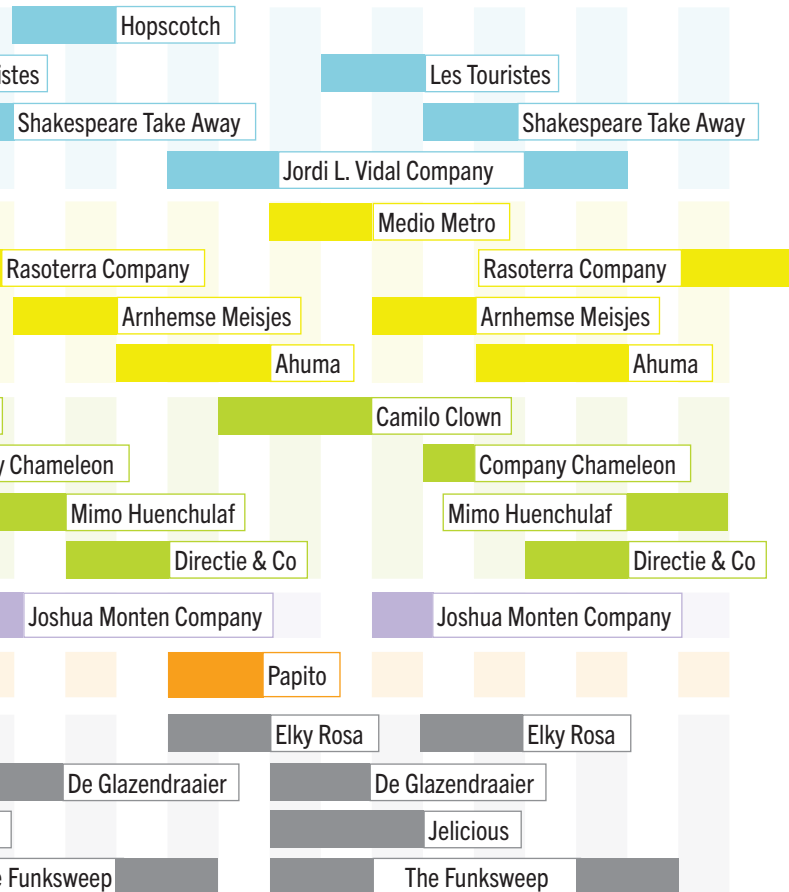 Hopscotch
istes Les Touristes
Shakespeare Take Away Shakespeare Take Away
Jordi L. Vidal Company
Medio Metro
Rasoterra Company Rasoterra Company
Arnhemse Meisjes Arnhemse Meisjes
Ahuma Ahuma
Camilo Clown
y Chameleon Company Chameleon
Mimo Huenchulaf Mimo Huenchulaf
Directie & Co Directie & Co
Joshua Monten Company Joshua Monten Company
Papito
Elky Rosa Elky Rosa
De Glazendraaier De Glazendraaier
Jelicious
e Funksweep The Funksweep